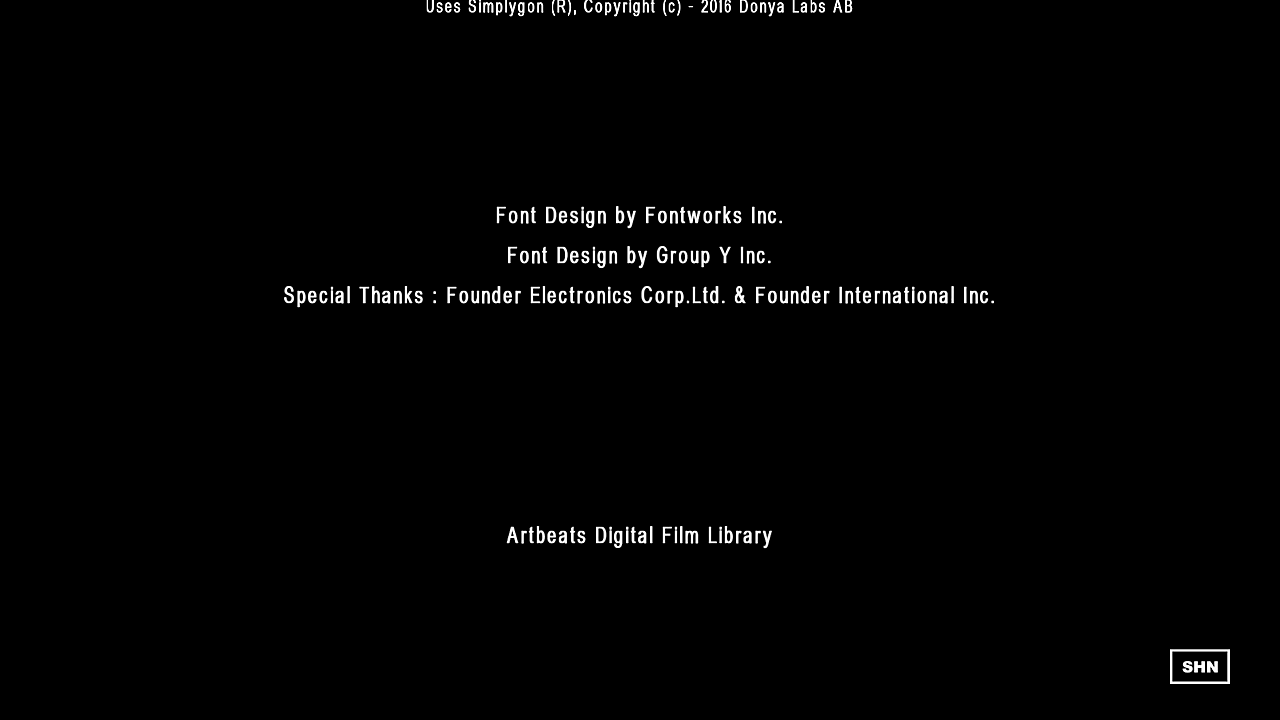 Uses Simplygon (R), Copyright (c) - 2016 Donya Labs AB
Font Design by Fontworks Inc.
Font Design by Group Y Inc.
Special Thanks : Founder Electronics Corp.Ltd. & Founder International Inc.
Artbeats Digital Film Library
SHN